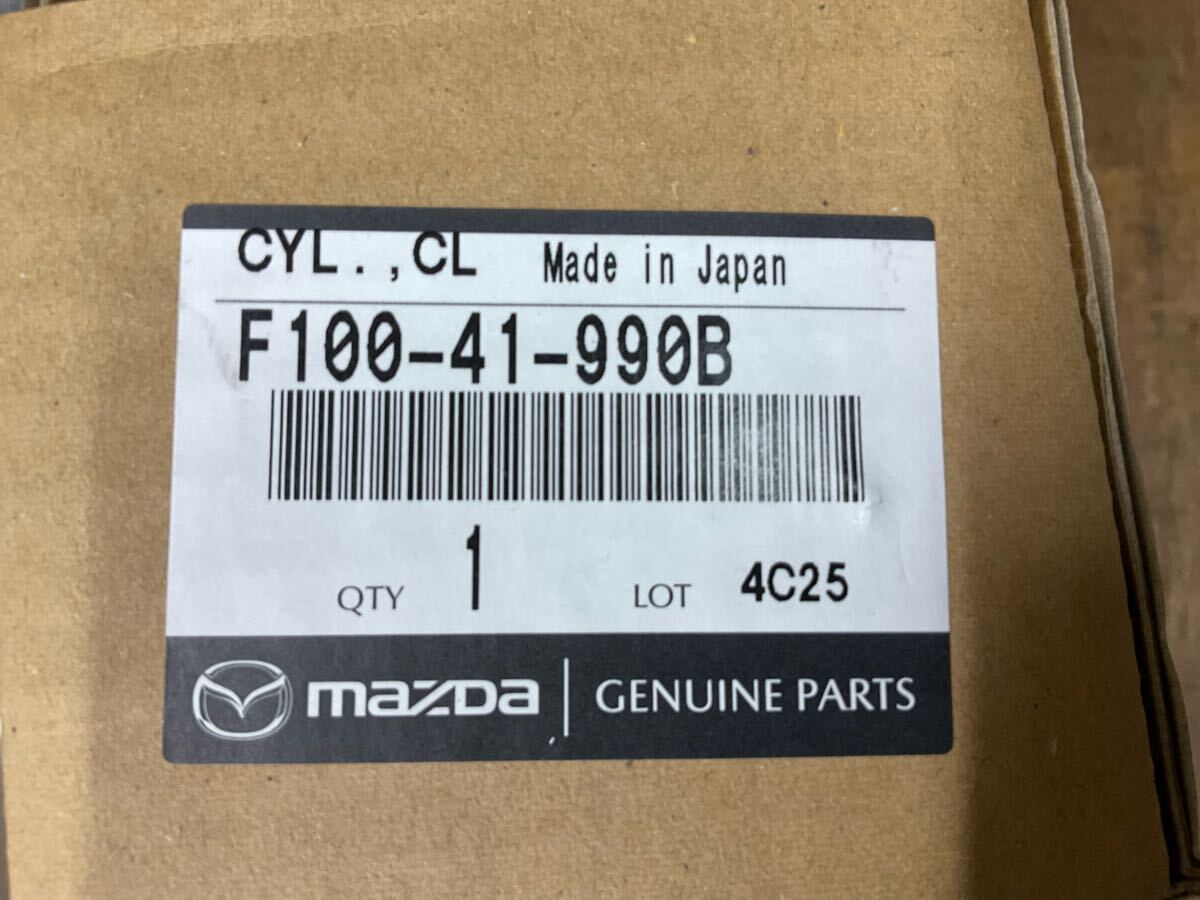 CYL.,CL Made in Japan
F100-41-990B
QTY 1 LOT 4C25
mazda GENUINE PARTS